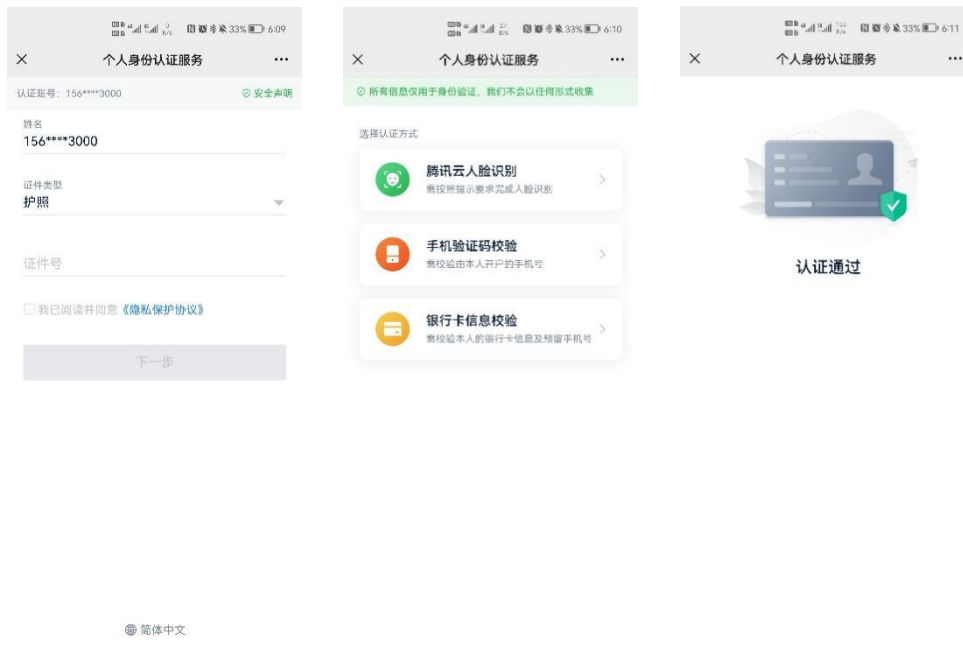 33% 6:09
个人身份认证服务
认证账号：156****3000
安全声明
姓名
156****3000
证件类型
护照
证件号
我已阅读并同意《隐私保护协议》
下一步
简体中文
33% 6:10
个人身份认证服务
所有信息仅用于身份验证，我们不会以任何形式收集
选择认证方式
腾讯云人脸识别
需按照提示要求完成人脸识别
手机验证码校验
需校验由本人开户的手机号
银行卡信息校验
需校验本人的银行卡信息及预留手机号
33% 6:11
个人身份认证服务
认证通过